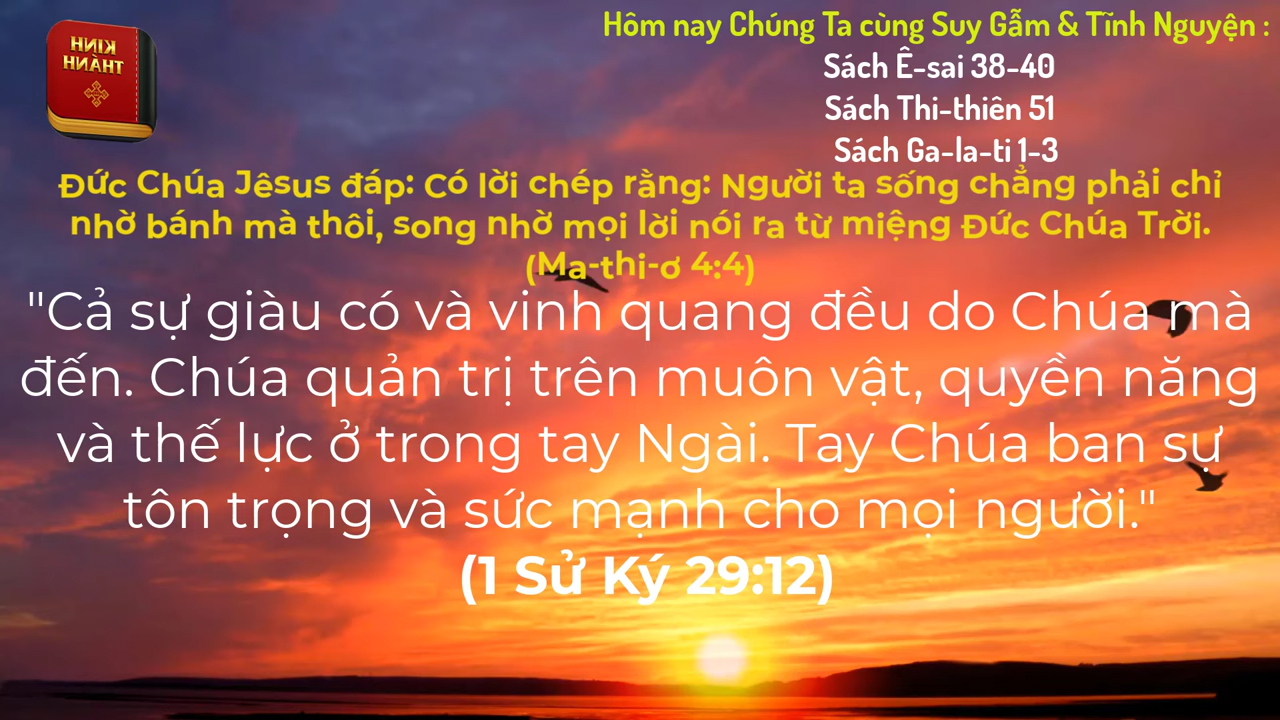 KINH
THÁNH
Hôm nay Chúng Ta cùng Suy Gẫm & Tĩnh Nguyện :
Sách Ê-sai 38-40
Sách Thi-thiên 51
Sách Ga-la-ti 1-3
Đức Chúa Jêsus đáp: Có lời chép rằng: Người ta sống chẳng phải chỉ
nhờ bánh mà thôi, song nhờ mọi lời nói ra từ miệng Đức Chúa Trời.
(Ma-thi-ơ 4:4)
"Cả sự giàu có và vinh quang đều do Chúa mà
đến. Chúa quản trị trên muôn vật, quyền năng
và thế lực ở trong tay Ngài. Tay Chúa ban sự
tôn trọng và sức mạnh cho mọi người."
(1 Sử Ký 29:12)